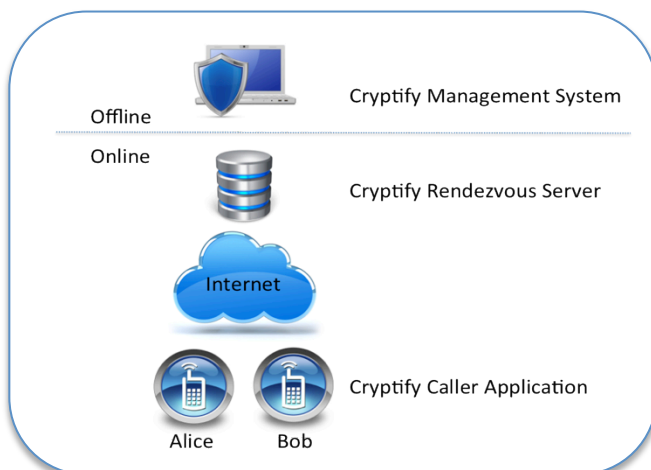 Cryptify Management System
Offline
Online
Cryptify Rendezvous Server
Internet
Cryptify Caller Application
Alice Bob